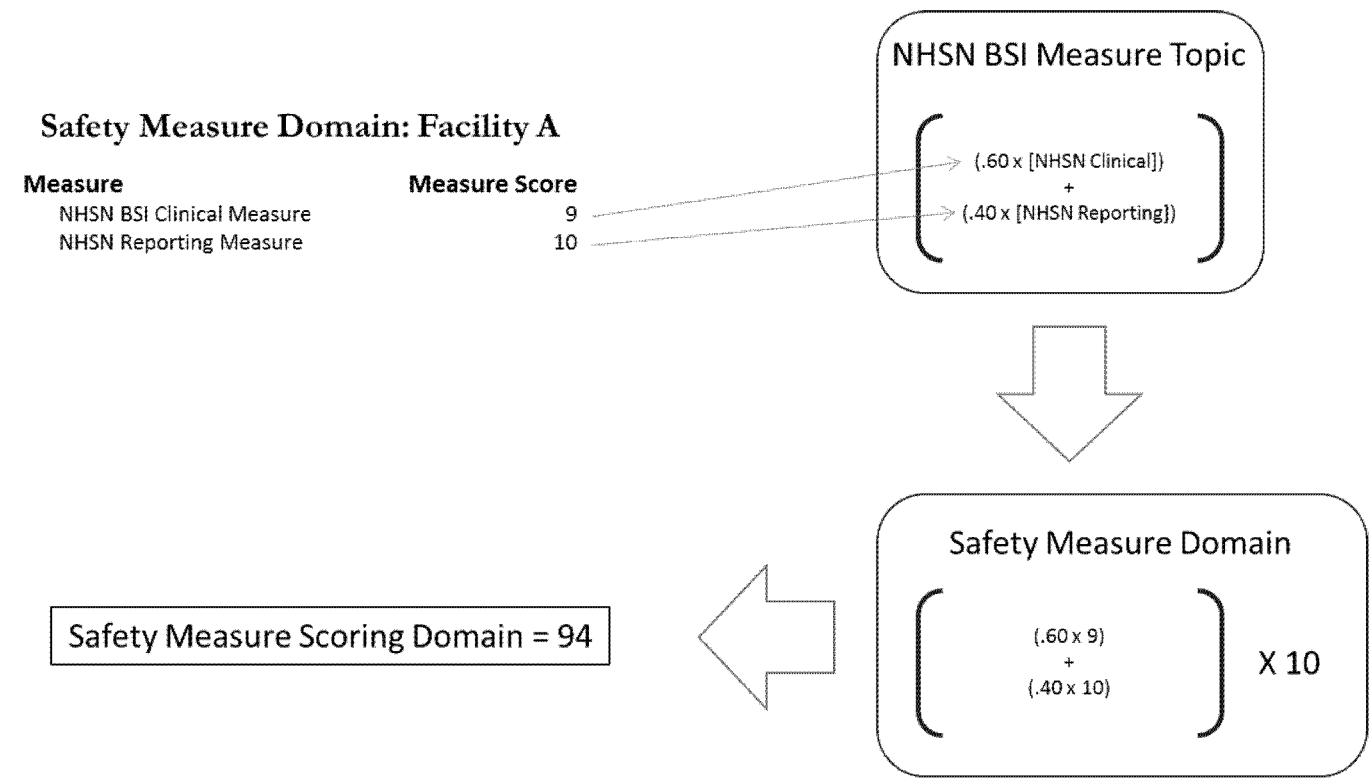 NHSN BSI Measure Topic
Safety Measure Domain: Facility A
(.60 x [NHSN Clinical])
+
(.40 x [NHSN Reporting])
Measure Measure Score
NHSN BSI Clinical Measure 9
NHSN Reporting Measure 10
Safety Measure Domain
(.60 x 9)
+
(.40 x 10)
X 10
Safety Measure Scoring Domain = 94